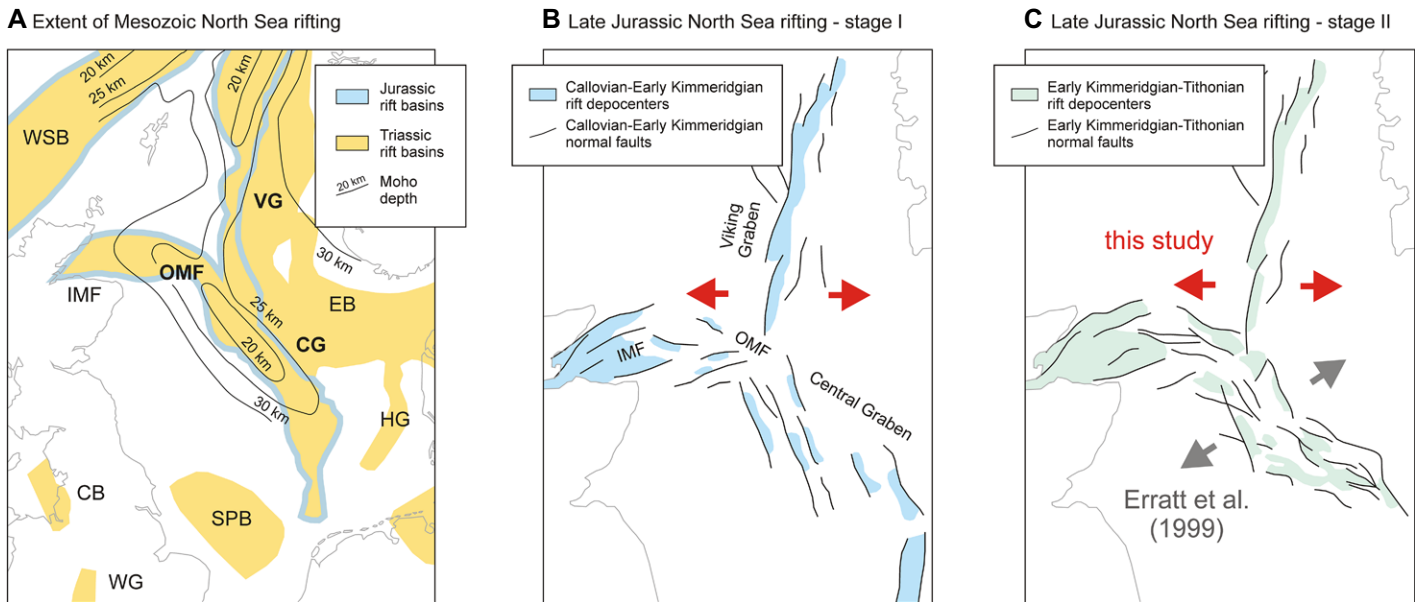 A Extent of Mesozoic North Sea rifting
20 km
25 km
WSB
20 km
Jurassic
rift basins
Triassic
rift basins
20 km
Moho
depth
VG
30 km
OMF
IMF
25 km
EB
20 km
CG
30 km
HG
CB
SPB
WG
B Late Jurassic North Sea rifting - stage I
Callovian-Early Kimmeridgian
rift depocenters
Callovian-Early Kimmeridgian
normal faults
Viking
Graben
IMF
OMF
Central Graben
C Late Jurassic North Sea rifting - stage II
Early Kimmeridgian-Tithonian
rift depocenters
Early Kimmeridgian-Tithonian
normal faults
this study
Erratt et al.
(1999)